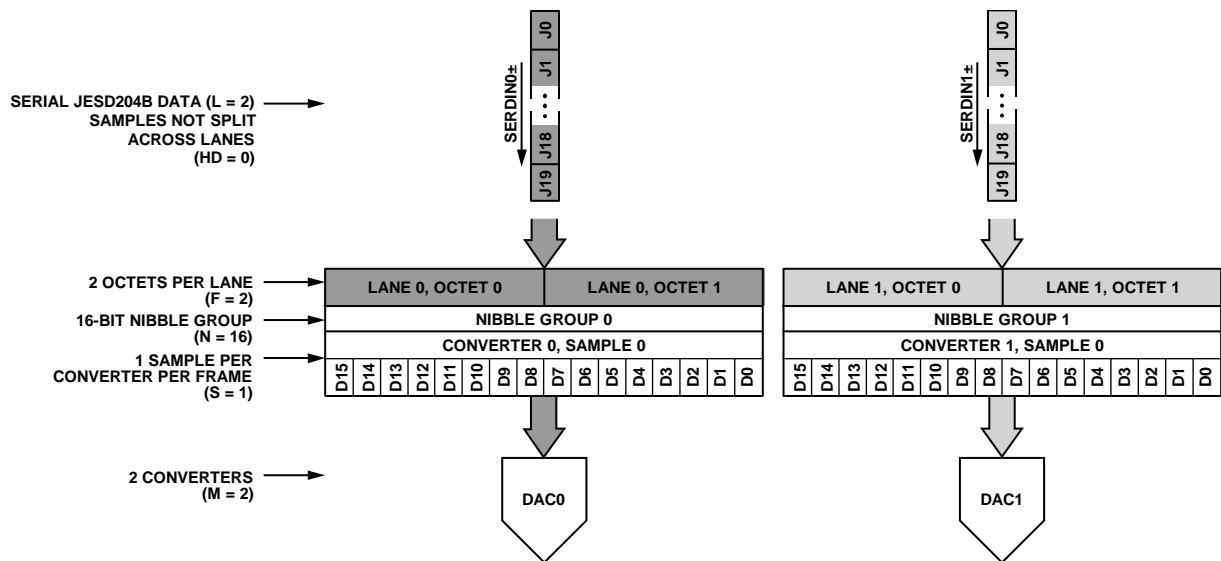 SERIAL JESD204B DATA (L = 2)
SAMPLES NOT SPLIT
ACROSS LANES
(HD = 0)
SERDIN0±
J0
J1
J18
J19
SERDIN1±
J0
J1
J18
J19
2 OCTETS PER LANE
(F = 2)
LANE 0, OCTET 0
LANE 0, OCTET 1
LANE 1, OCTET 0
LANE 1, OCTET 1
16-BIT NIBBLE GROUP
(N = 16)
NIBBLE GROUP 0
NIBBLE GROUP 1
1 SAMPLE PER
CONVERTER PER FRAME
(S = 1)
CONVERTER 0, SAMPLE 0
CONVERTER 1, SAMPLE 0
D15 D14 D13 D12 D11 D10 D9 D8 D7 D6 D5 D4 D3 D2 D1 D0
D15 D14 D13 D12 D11 D10 D9 D8 D7 D6 D5 D4 D3 D2 D1 D0
2 CONVERTERS
(M = 2)
DAC0
DAC1